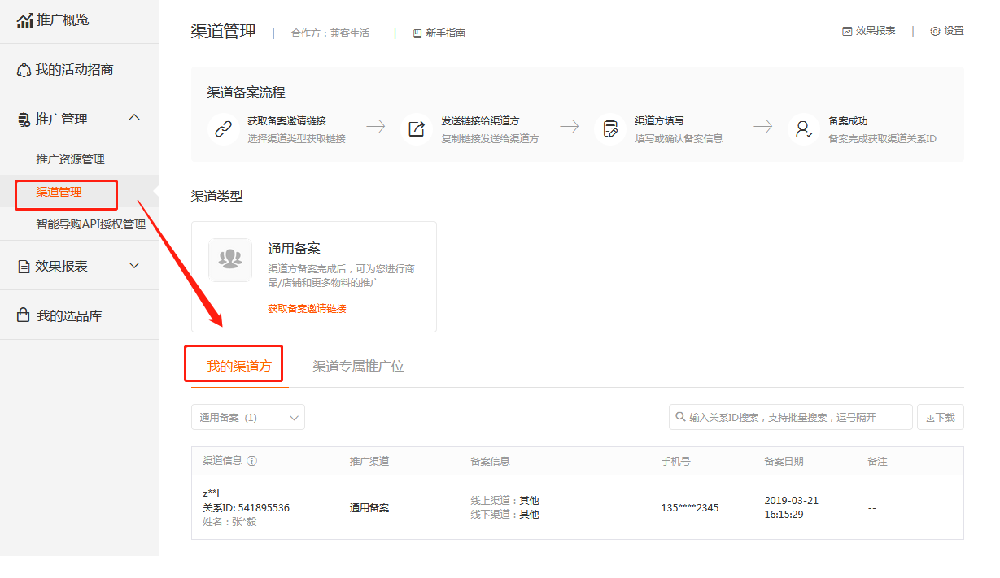 推广概览
我的活动招商
推广管理
推广资源管理
渠道管理
智能导购API授权管理
效果报表
我的选品库
渠道管理 | 合作方：兼客生活 | 新手指南
效果报表 | 设置
渠道备案流程
获取备案邀请链接
选择渠道类型获取链接
发送链接给渠道方
复制链接发送给渠道方
渠道方填写
填写或确认备案信息
备案成功
备案完成获取渠道关系ID
渠道类型
通用备案
渠道方备案完成后，可为您进行商
品/店铺和更多物料的推广
获取备案邀请链接
我的渠道方 渠道专属推广位
通用备案 (1)
输入关系ID搜索，支持批量搜索，逗号隔开
下载
渠道信息 推广渠道 备案信息 手机号 备案日期 备注
z**l
关系ID: 541895536
姓名：张*毅
通用备案
线上渠道：其他
线下渠道：其他
135****2345
2019-03-21
16:15:29
--